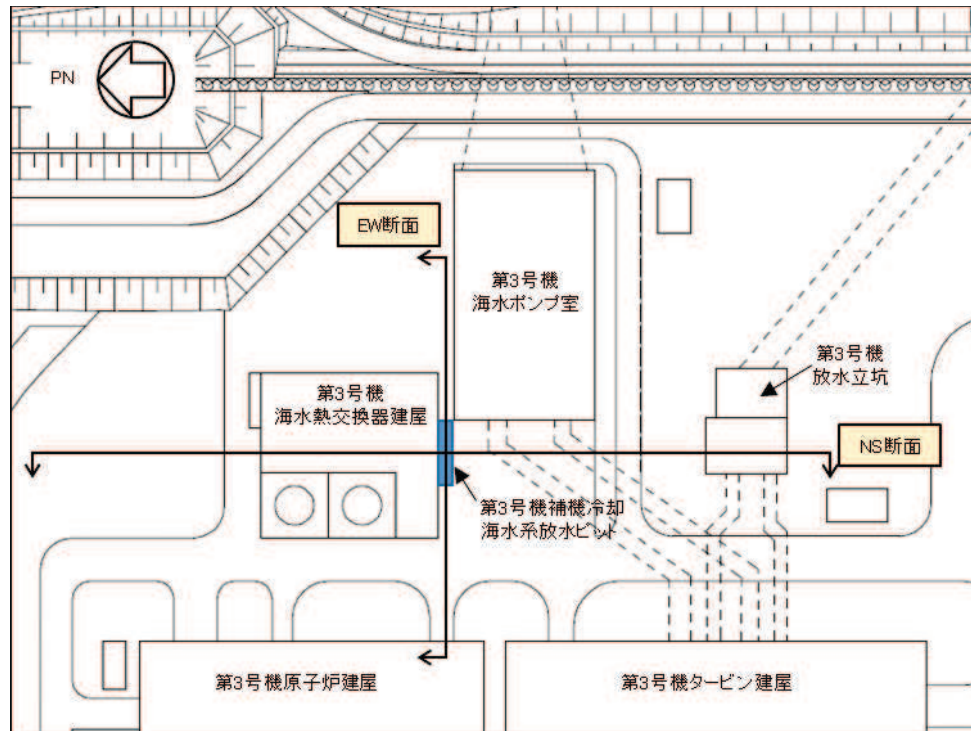 PN
EW断面
第3号機
海水ポンプ室
第3号機
放水立坑
第3号機
海水熱交換器建屋
NS断面
第3号機補機冷却
海水系放水ピット
第3号機原子炉建屋
第3号機タービン建屋